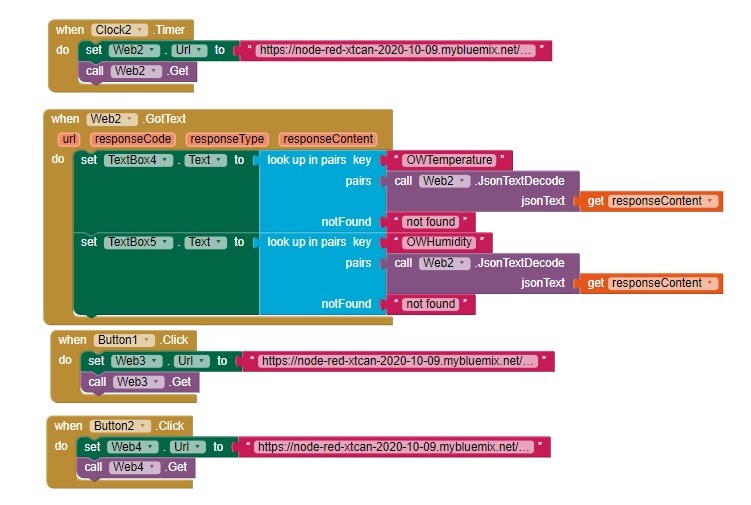 when Clock2 .Timer
do set Web2 . Url to " https://node-red-xtcan-2020-10-09.mybluemix.net/... "
call Web2 .Get
when Web2 .GotText
url responseCode responseType responseContent
do set TextBox4 . Text to look up in pairs key " OWTemperature "
pairs call Web2 .JsonTextDecode
jsonText get responseContent
notFound " not found "
set TextBox5 . Text to look up in pairs key " OWHumidity "
pairs call Web2 .JsonTextDecode
jsonText get responseContent
notFound " not found "
when Button1 .Click
do set Web3 . Url to " https://node-red-xtcan-2020-10-09.mybluemix.net/... "
call Web3 .Get
when Button2 .Click
do set Web4 . Url to " https://node-red-xtcan-2020-10-09.mybluemix.net/... "
call Web4 .Get